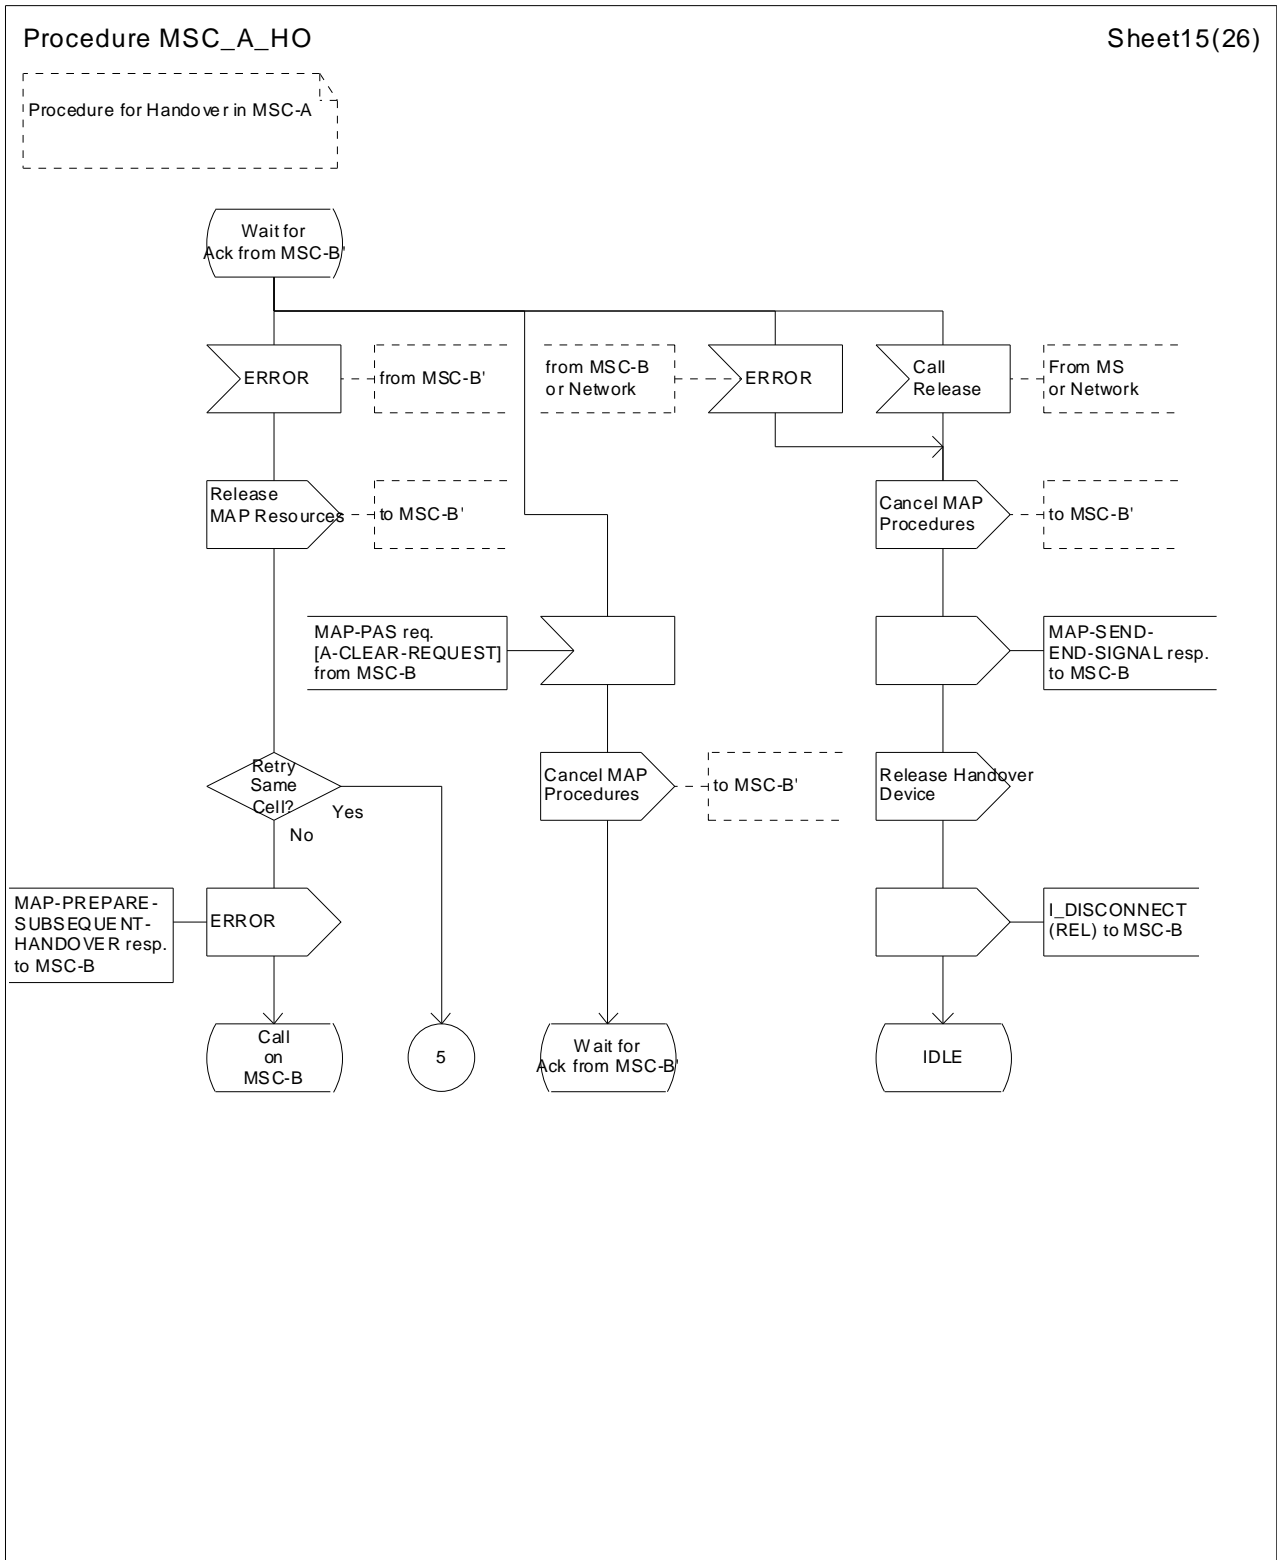 Procedure MSC_A_HO
Sheet15(26)
Procedure for Handover in MSC-A
Wait for
Ack from MSC-B'
ERROR
from MSC-B'
from MSC-B
or Network
ERROR
Call
Release
From MS
or Network
Release
MAP Resources
to MSC-B'
Cancel MAP
Procedures
to MSC-B'
MAP-PAS req.
[A-CLEAR-REQUEST]
from MSC-B
MAP-SEND-
END-SIGNAL resp.
to MSC-B
Retry
Same
Cell?
Yes
No
Cancel MAP
Procedures
to MSC-B'
Release Handover
Device
MAP-PREPARE-
SUBSEQUENT-
HANDOVER resp.
to MSC-B
ERROR
I_DISCONNECT
(REL) to MSC-B
Call
on
MSC-B
5
Wait for
Ack from MSC-B'
IDLE